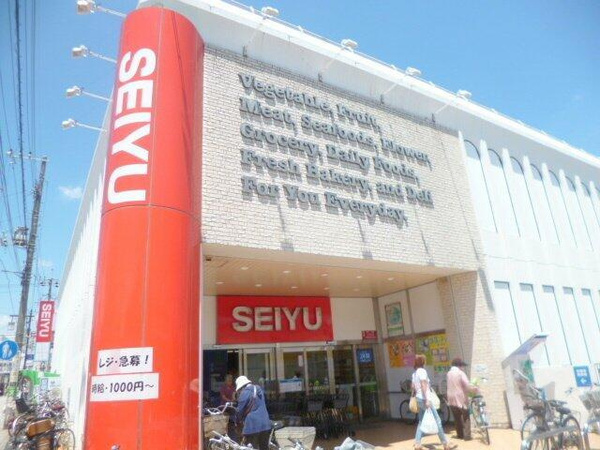 SEIYU
Vegetable, Fruit,
Meat, Seafoods, Flower,
Grocery, Daily Foods,
Fresh Bakery, and Deli
For You Everyday.
SEIYU
SEIYU
レジ・急募！
時給・1000円～